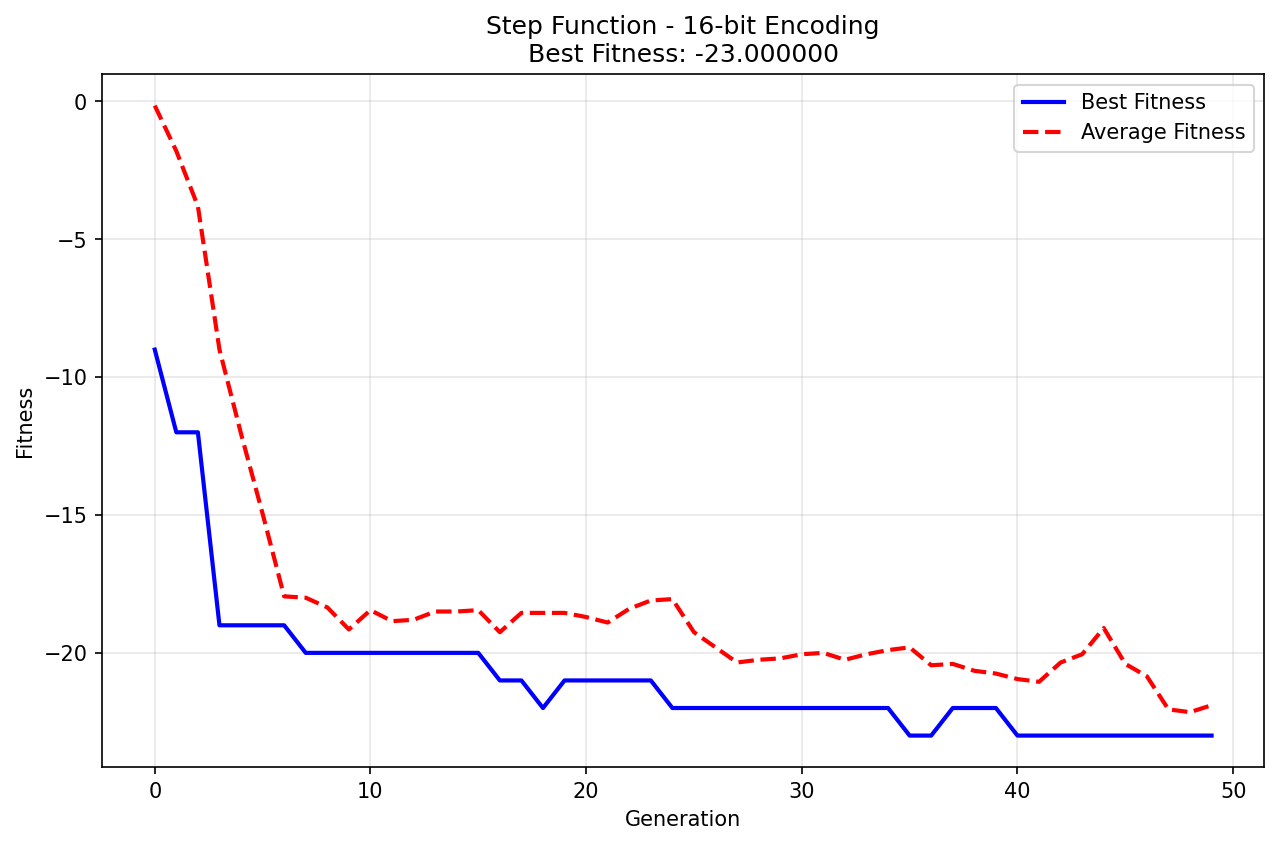 Step Function - 16-bit Encoding
Best Fitness: -23.000000
Best Fitness
Average Fitness
0
−5
−10
−15
−20
Fitness
0
10
20
30
40
50
Generation